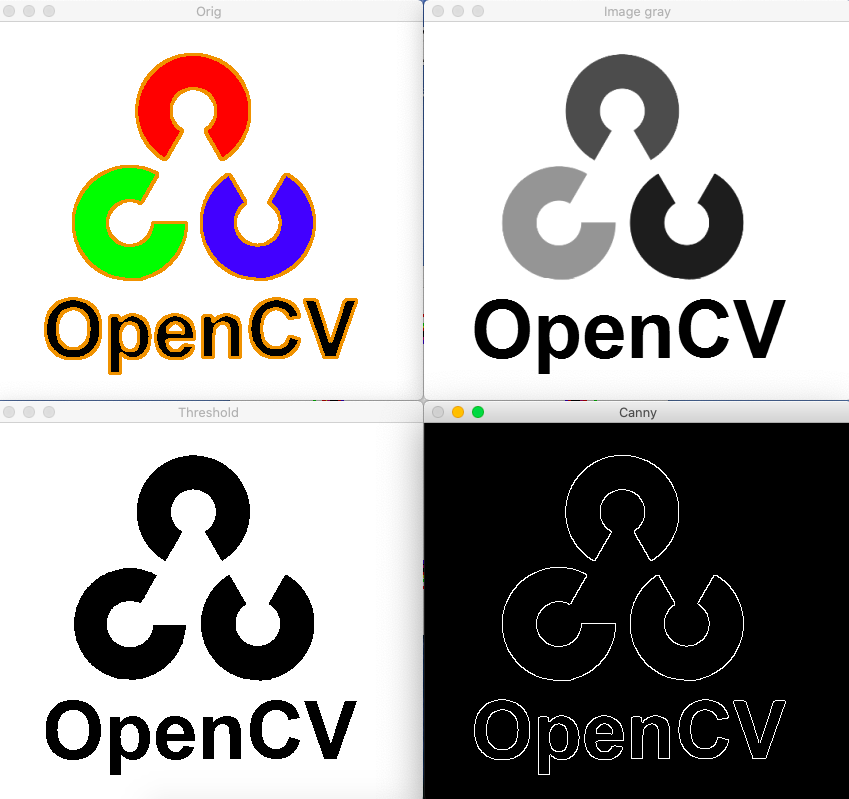 Orig
OpenCV
Image gray
OpenCV
Threshold
OpenCV
Canny
OpenCV